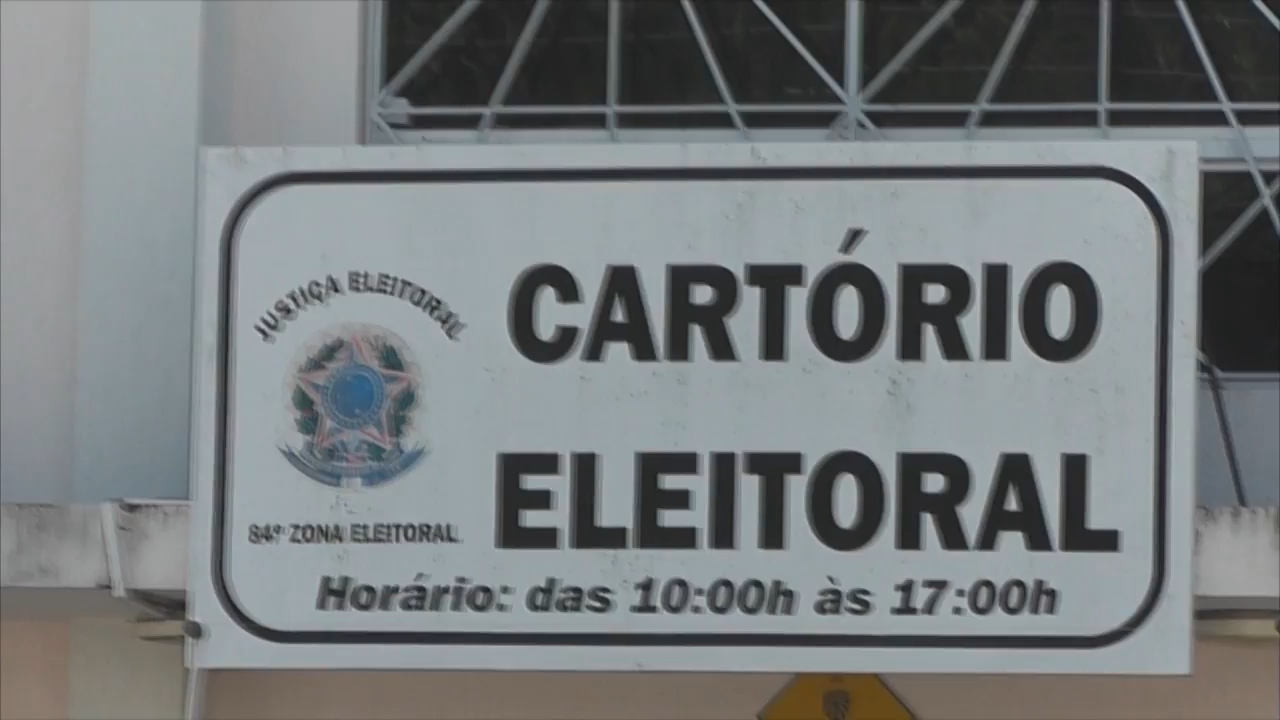 JUSTIÇA ELEITORAL
CARTÓRIO
ELEITORAL
84ª ZONA ELEITORAL
Horário: das 10:00h às 17:00h